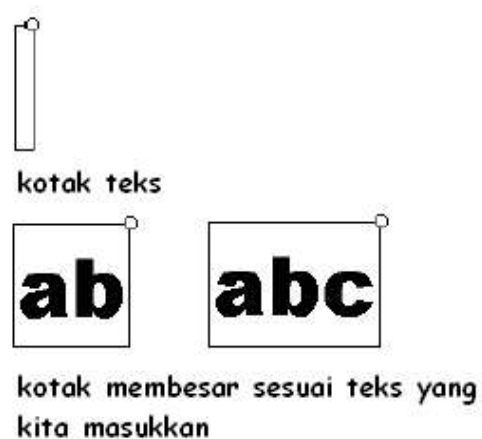 kotak teks
ab
abc
kotak membesar sesuai teks yang
kita masukkan